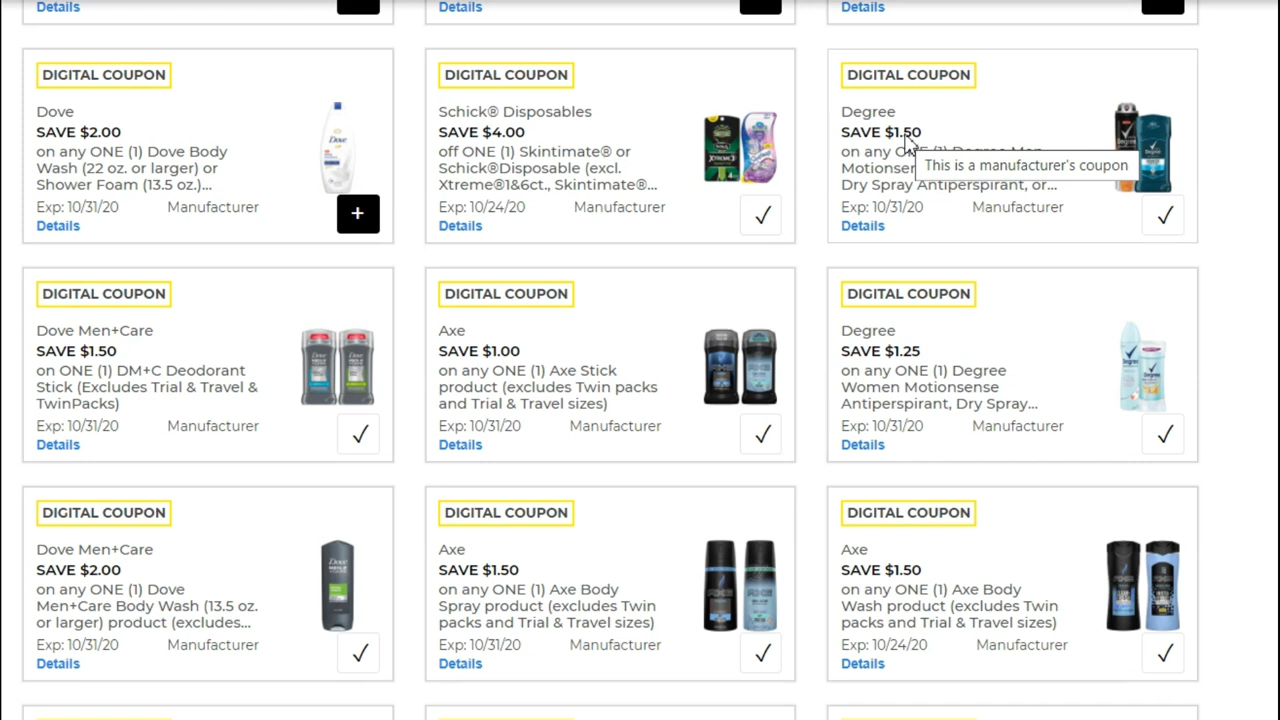 Details
Details
Details
DIGITAL COUPON
Dove
SAVE $2.00
on any ONE (1) Dove Body
Wash (22 oz. or larger) or
Shower Foam (13.5 oz.)...
Exp: 10/31/20 Manufacturer
Details
+
DIGITAL COUPON
Schick® Disposables
SAVE $4.00
off ONE (1) Skintimate® or
Schick®Disposable (excl.
Xtreme®1&6ct., Skintimate®...
Exp: 10/24/20 Manufacturer
Details
DIGITAL COUPON
Degree
SAVE $1.50
on any ONE (1) Degree Men
This is a manufacturer's coupon
Dry Spray Antiperspirant, or...
Exp: 10/31/20 Manufacturer
Details
DIGITAL COUPON
Dove Men+Care
SAVE $1.50
on ONE (1) DM+C Deodorant
Stick (Excludes Trial & Travel &
TwinPacks)
Exp: 10/31/20 Manufacturer
Details
DIGITAL COUPON
Axe
SAVE $1.00
on any ONE (1) Axe Stick
product (excludes Twin packs
and Trial & Travel sizes)
Exp: 10/31/20 Manufacturer
Details
DIGITAL COUPON
Degree
SAVE $1.25
on any ONE (1) Degree
Women Motionsense
Antiperspirant, Dry Spray...
Exp: 10/31/20 Manufacturer
Details
DIGITAL COUPON
Dove Men+Care
SAVE $2.00
on any ONE (1) Dove
Men+Care Body Wash (13.5 oz.
or larger) product (excludes...
Exp: 10/31/20 Manufacturer
Details
DIGITAL COUPON
Axe
SAVE $1.50
on any ONE (1) Axe Body
Spray product (excludes Twin
packs and Trial & Travel sizes)
Exp: 10/31/20 Manufacturer
Details
DIGITAL COUPON
Axe
SAVE $1.50
on any ONE (1) Axe Body
Wash product (excludes Twin
packs and Trial & Travel sizes)
Exp: 10/24/20 Manufacturer
Details